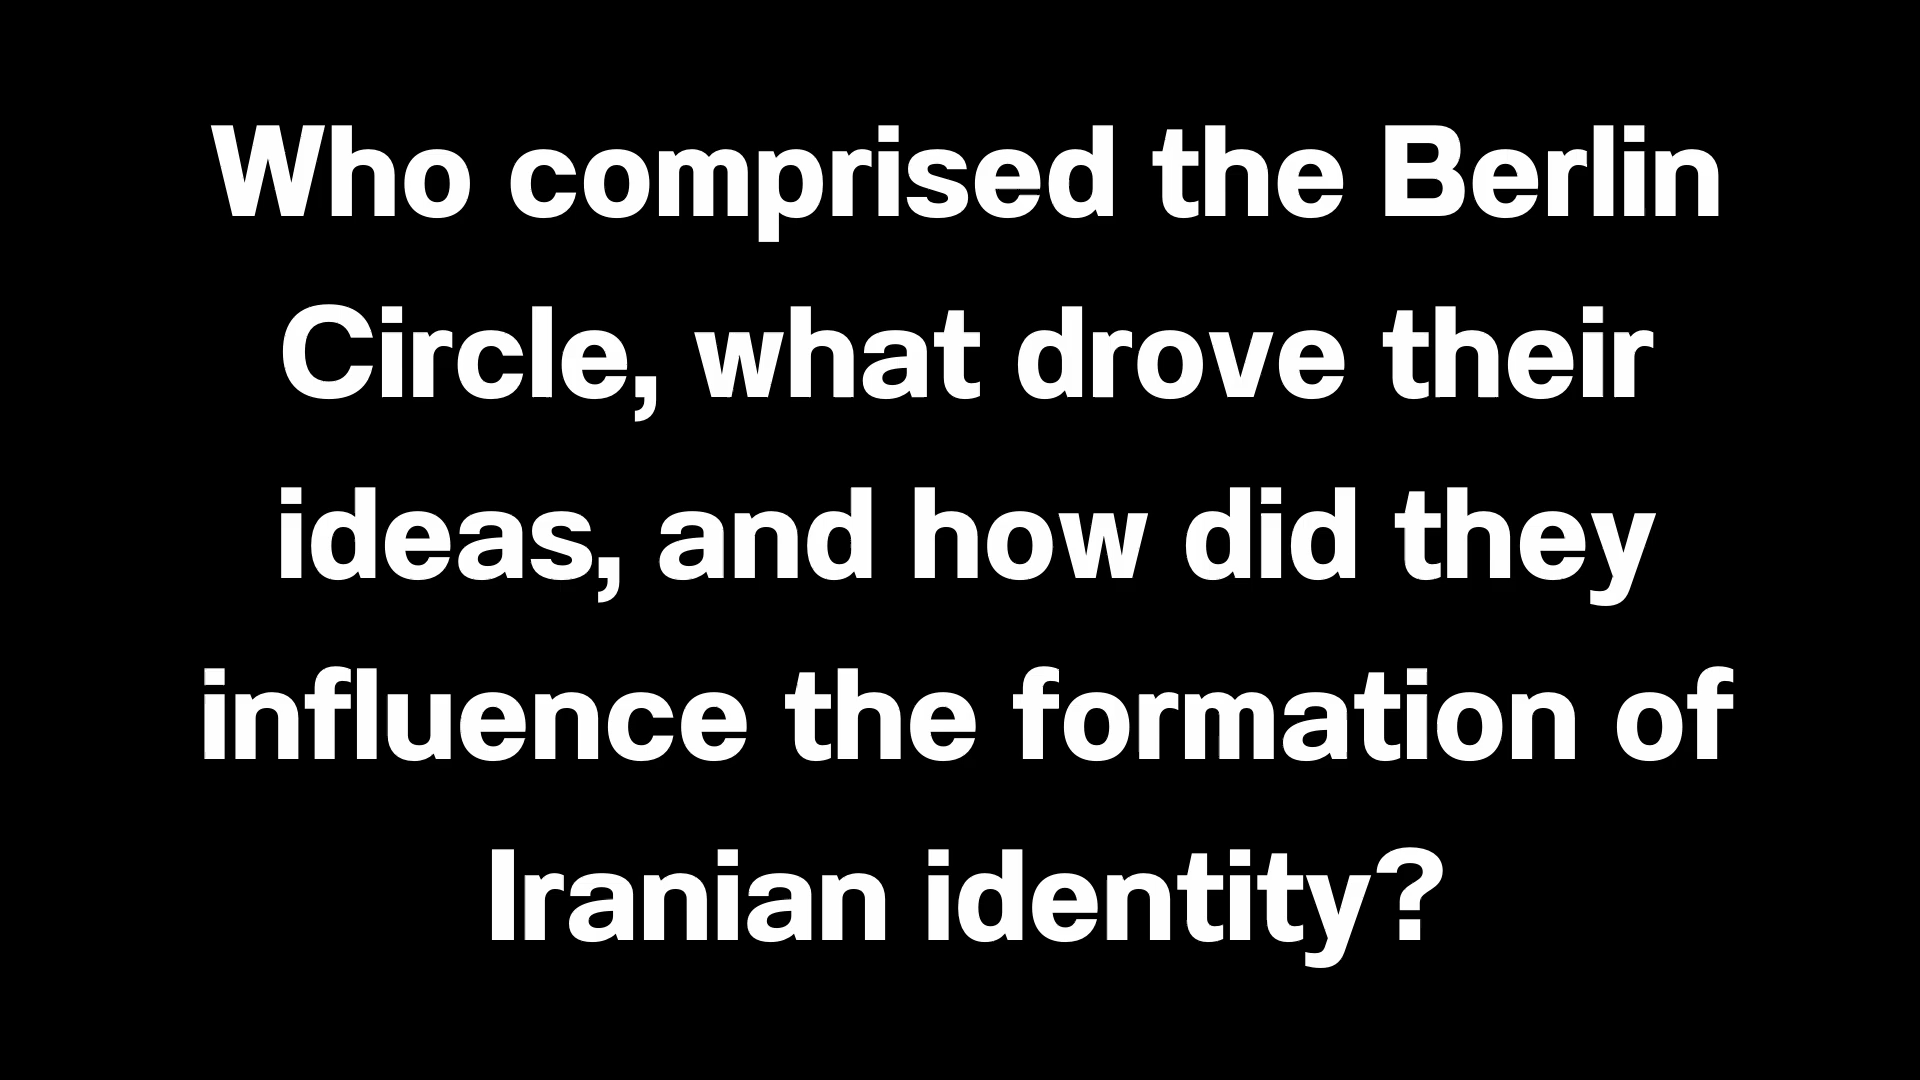 Who comprised the Berlin
Circle, what drove their
ideas, and how did they
influence the formation of
Iranian identity?